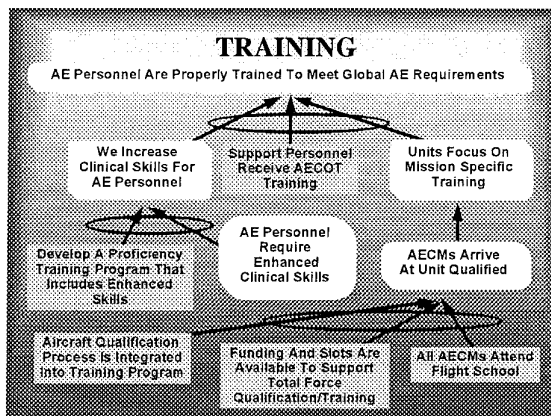 TRAINING
AE Personnel Are Properly Trained To Meet Global AE Requirements
We Increase
Clinical Skills For
AE Personnel
Support Personnel
Receive AECOT
Training
Units Focus On
Mission Specific
Training
Develop A Proficiency
Training Program That
Includes Enhanced
Skills
AE Personnel
Require
Enhanced
Clinical Skills
AECMs Arrive
At Unit Qualified
Aircraft Qualification
Process Is Integrated
Into Training Program
Funding And Slots Are
Available To Support
Total Force
Qualification/Training
All AECMs Attend
Flight School